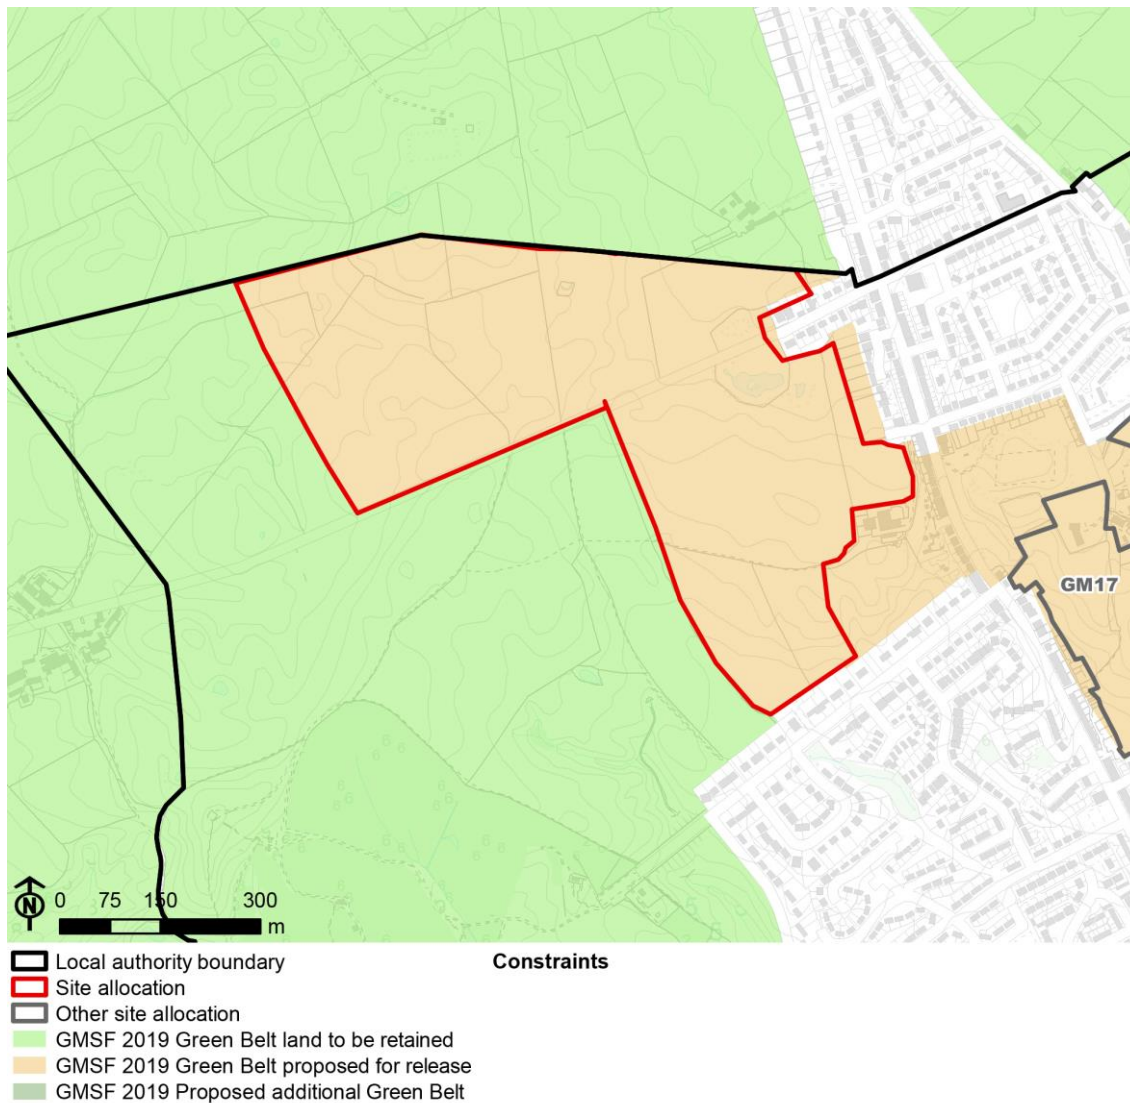 GM17
N
0 75 150 300
m
Local authority boundary
Constraints
Site allocation
Other site allocation
GMSF 2019 Green Belt land to be retained
GMSF 2019 Green Belt proposed for release
GMSF 2019 Proposed additional Green Belt